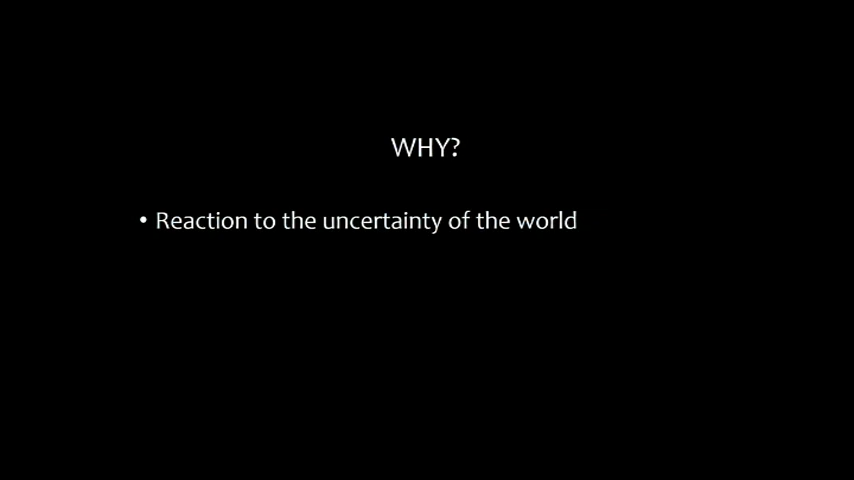 WHY?
• Reaction to the uncertainty of the world